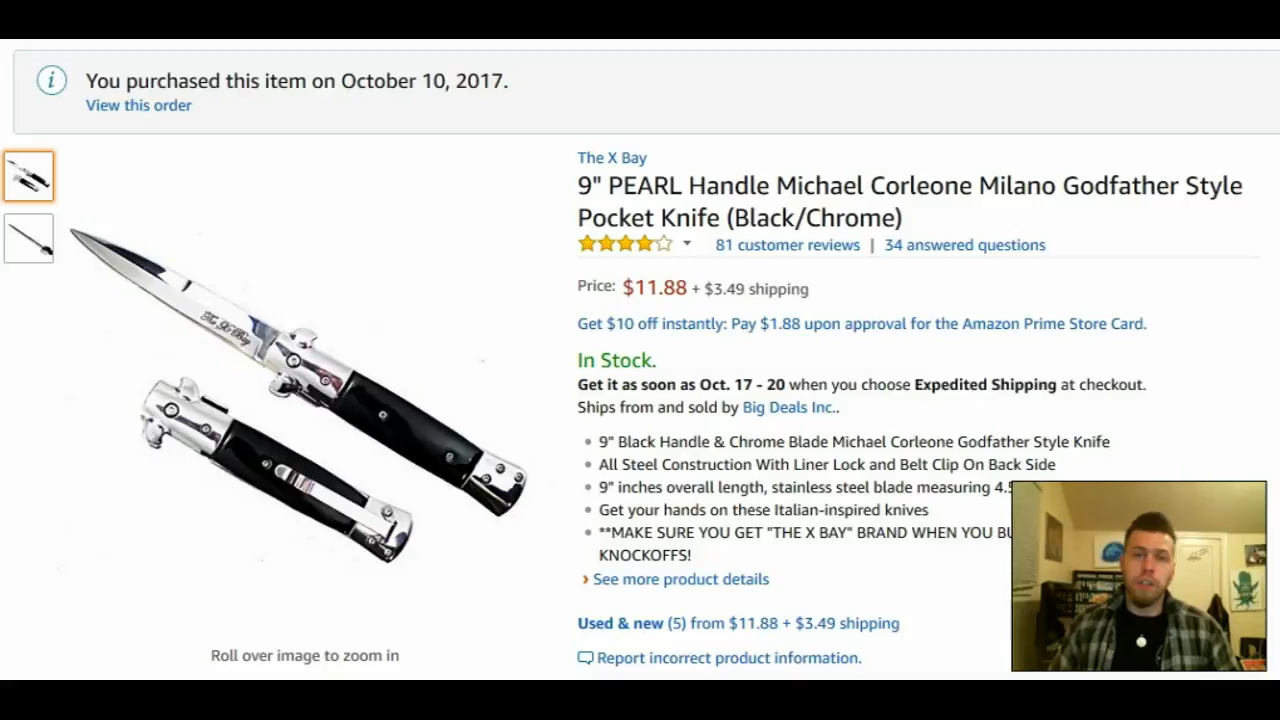 You purchased this item on October 10, 2017.
View this order
The X Bay
9" PEARL Handle Michael Corleone Milano Godfather Style
Pocket Knife (Black/Chrome)
81 customer reviews | 34 answered questions
Price: $11.88 + $3.49 shipping
Get $10 off instantly: Pay $1.88 upon approval for the Amazon Prime Store Card.
In Stock.
Get it as soon as Oct. 17 - 20 when you choose Expedited Shipping at checkout.
Ships from and sold by Big Deals Inc..
9" Black Handle & Chrome Blade Michael Corleone Godfather Style Knife
All Steel Construction With Liner Lock and Belt Clip On Back Side
9" inches overall length, stainless steel blade measuring 4.5
Get your hands on these Italian-inspired knives
**MAKE SURE YOU GET "THE X BAY" BRAND WHEN YOU BU
KNOCKOFFS!
See more product details
Used & new (5) from $11.88 + $3.49 shipping
Report incorrect product information.
Roll over image to zoom in
The X Bay